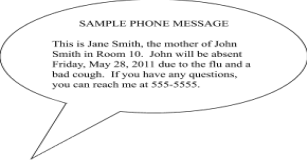 SAMPLE PHONE MESSAGE
This is Jane Smith, the mother of John
Smith in Room 10. John will be absent
Friday, May 28, 2011 due to the flu and a
bad cough. If you have any questions,
you can reach me at 555-5555.